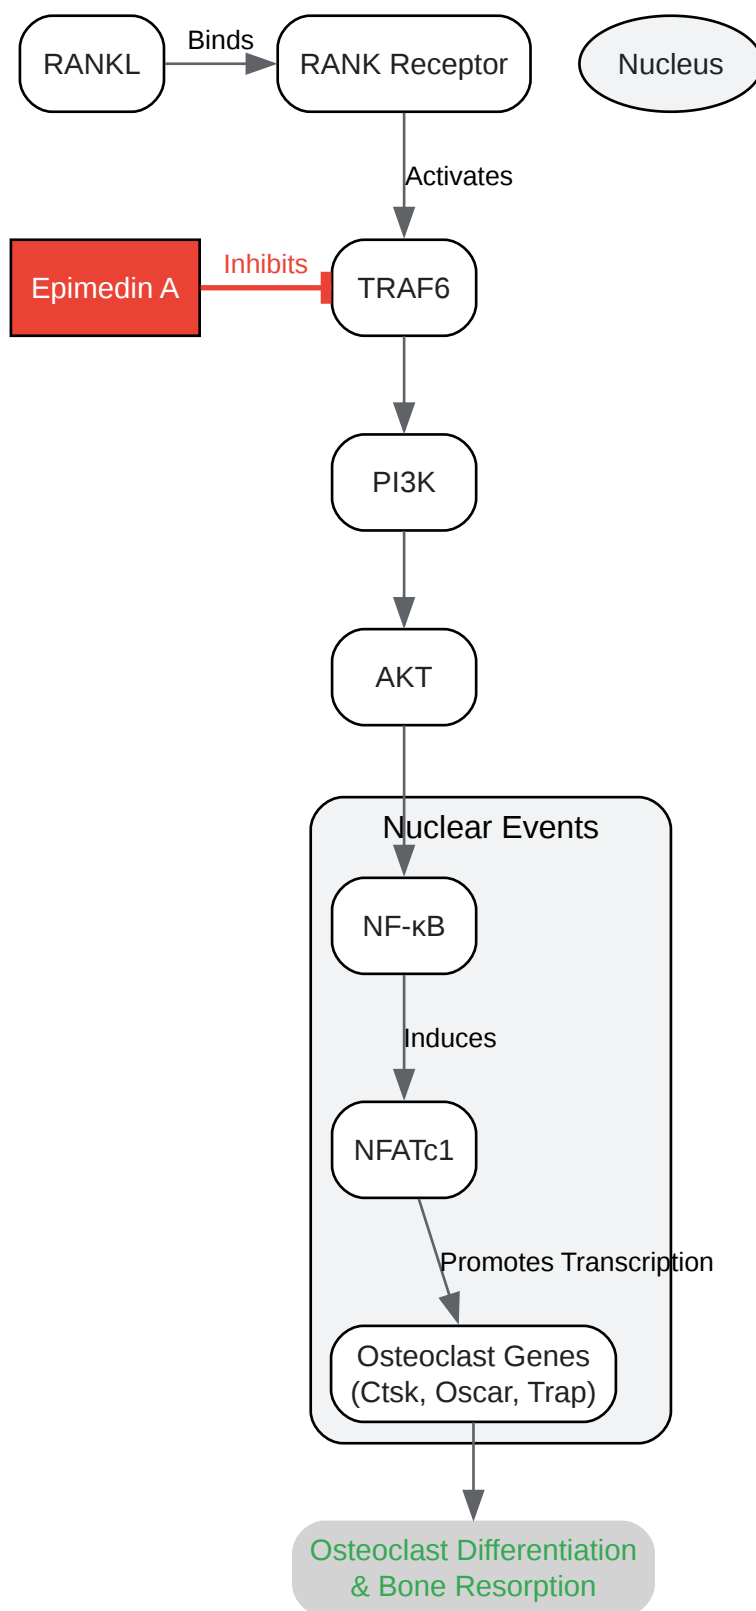 RANKL
Binds
RANK Receptor
Nucleus
Activates
Epimedin A
Inhibits
TRAF6
PI3K
AKT
Nuclear Events
NF-κB
Induces
NFATc1
Promotes Transcription
Osteoclast Genes
(Ctsk, Oscar, Trap)
Osteoclast Differentiation
& Bone Resorption